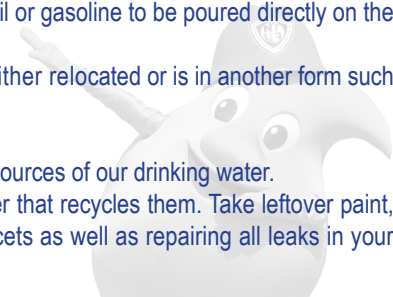 il or gasoline to be poured directly on the
ither relocated or is in another form such
ources of our drinking water.
er that recycles them. Take leftover paint,
cets as well as repairing all leaks in your